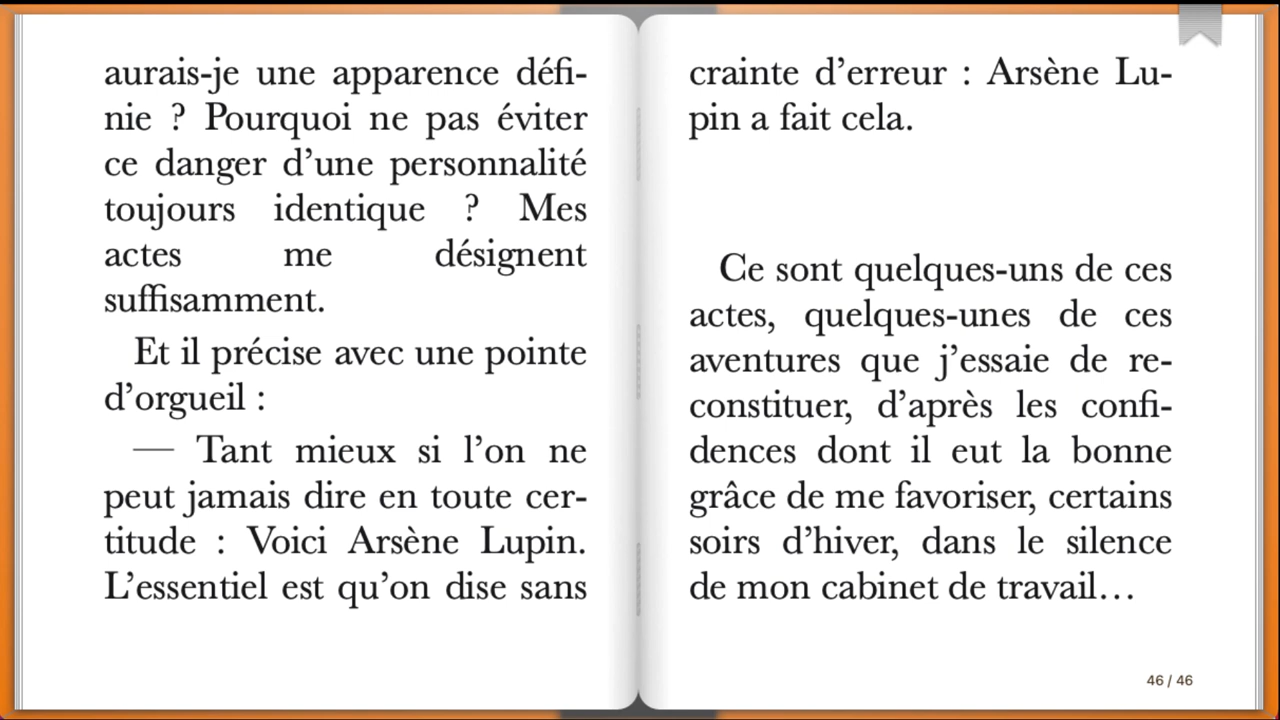 aurais-je une apparence défi-
nie ? Pourquoi ne pas éviter
ce danger d’une personnalité
toujours identique ? Mes
actes me désignent
suffisamment.
Et il précise avec une pointe
d’orgueil :
— Tant mieux si l’on ne
peut jamais dire en toute cer-
titude : Voici Arsène Lupin.
L’essentiel est qu’on dise sans
crainte d’erreur : Arsène Lu-
pin a fait cela.
Ce sont quelques-uns de ces
actes, quelques-unes de ces
aventures que j’essaie de re-
constituer, d’après les confi-
dences dont il eut la bonne
grâce de me favoriser, certains
soirs d’hiver, dans le silence
de mon cabinet de travail…
46 / 46